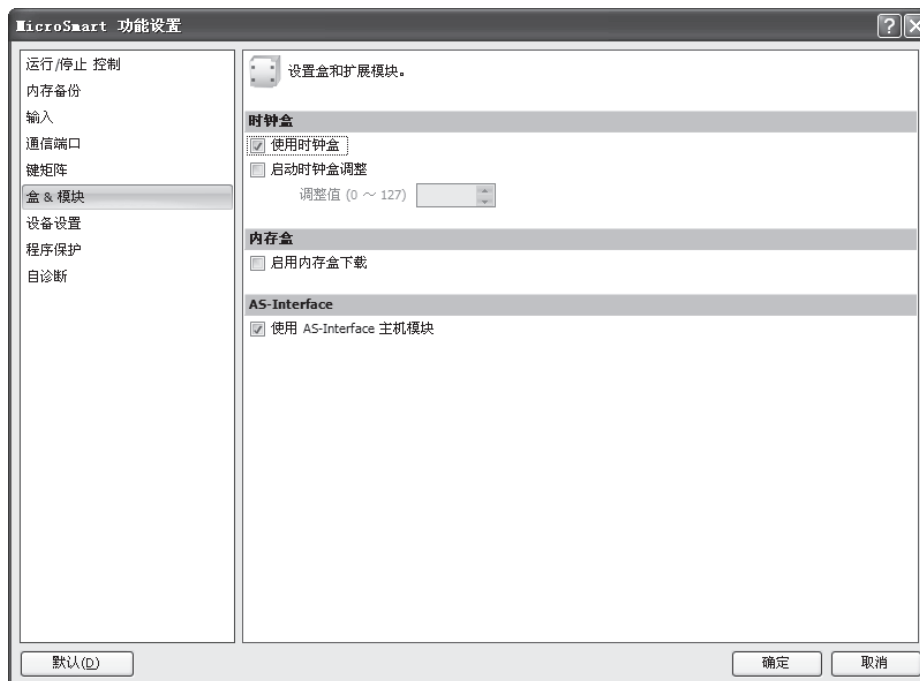 MicroSmart 功能设置
运行/停止 控制
内存备份
输入
通信端口
键矩阵
盒 & 模块
设备设置
程序保护
自诊断
设置盒和扩展模块。
时钟盒
使用时钟盒
启动时钟盒调整
调整值 (0 ～ 127)
内存盒
启用内存盒下载
AS-Interface
使用 AS-Interface 主机模块
默认(D)
确定
取消